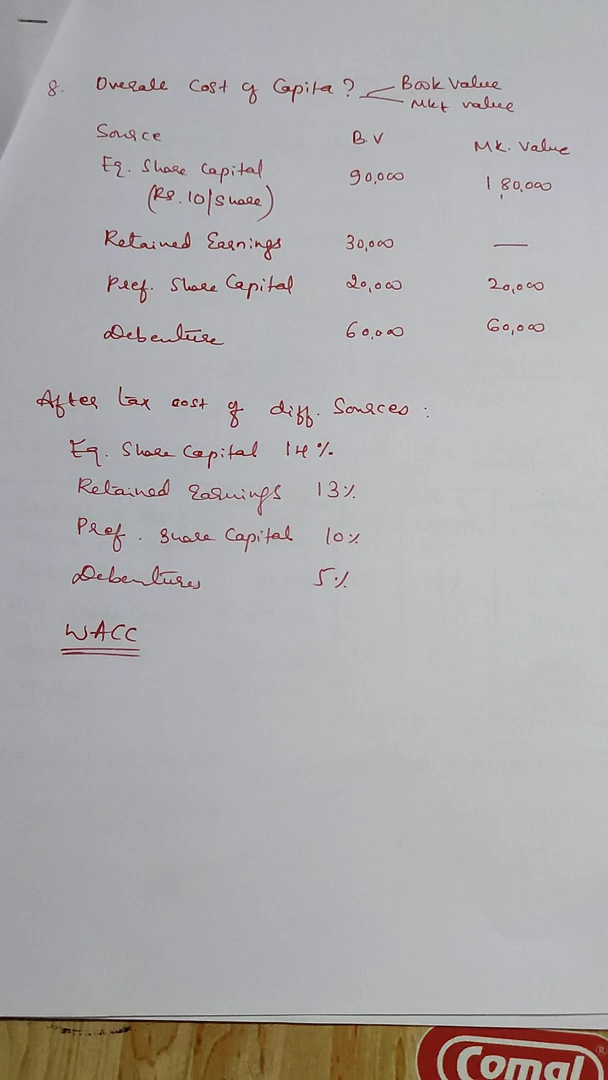 8. Overale Cost of Capital? Book Value
Mkt value
Source B V Mk. Value
Eq. Share Capital 90,000 1 80,000
(Rs. 10/share)
Retained Earnings 30,000 —
Pref. Share Capital 20,000 20,000
Debenture 60,000 60,000
After tax cost of diff. Sources :
Eq. Share Capital 14%
Retained Earnings 13%
Pref. Share Capital 10%
Debentures 5%
WACC
Comal